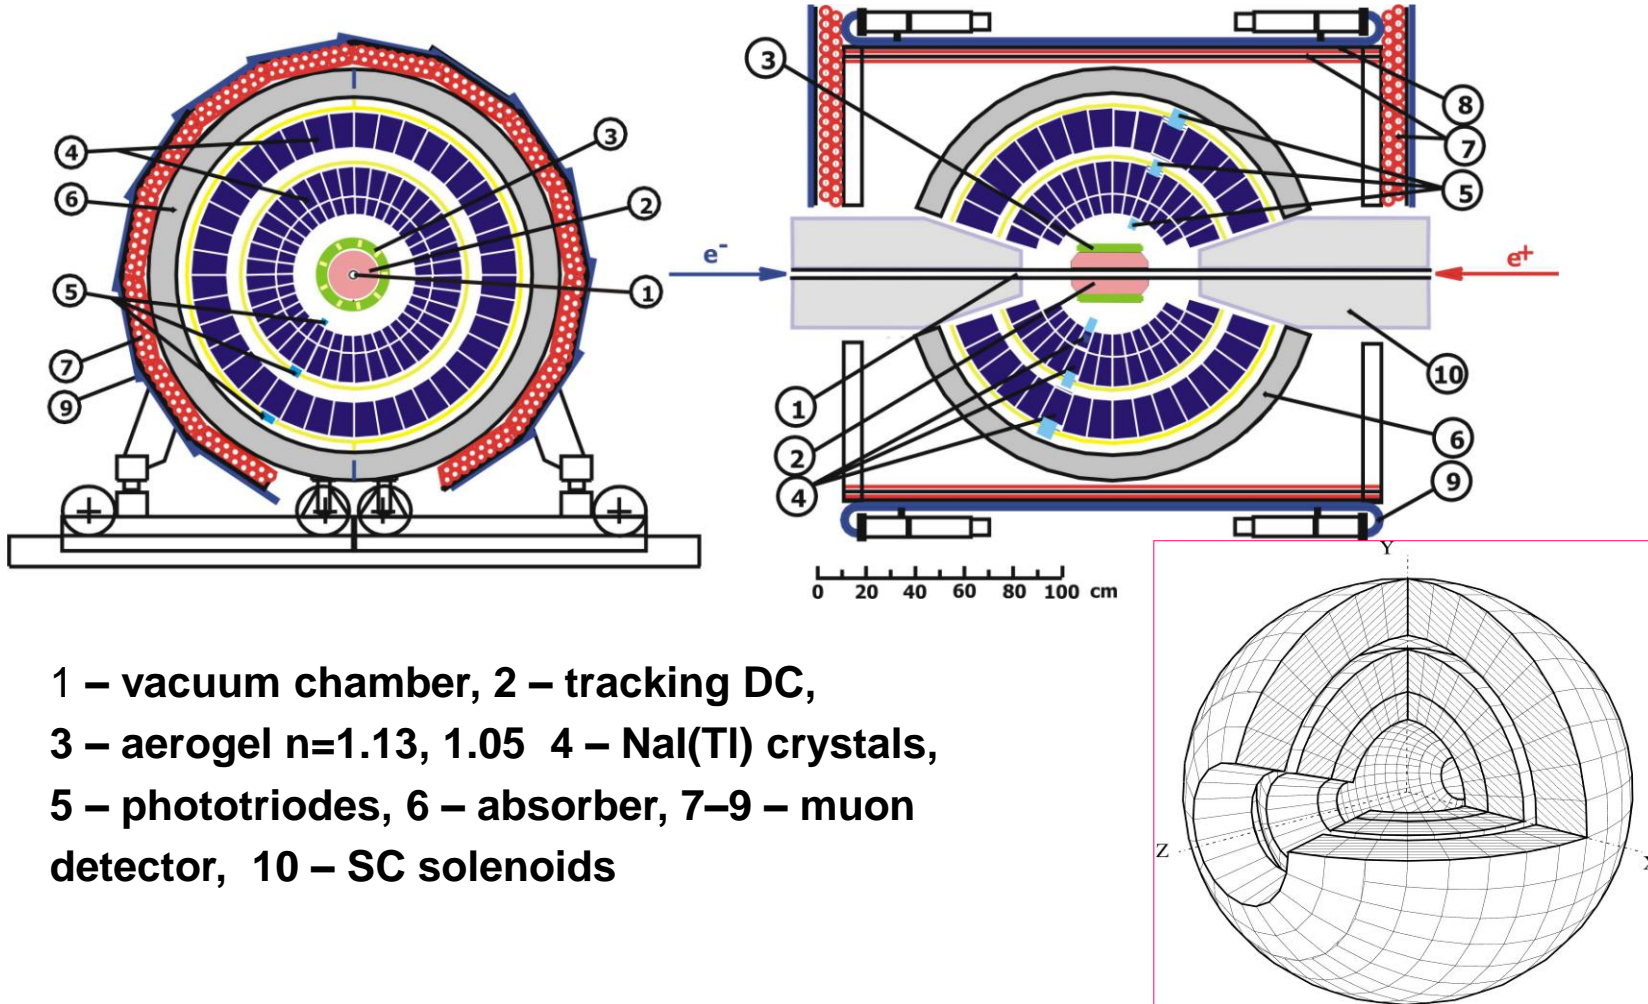 3
8
7
5
e-
e+
10
1
2
4
6
9
4
6
5
7
9
3
2
1
0 20 40 60 80 100 cm
Y
Z
X
1 – vacuum chamber, 2 – tracking DC,
3 – aerogel n=1.13, 1.05 4 – NaI(Tl) crystals,
5 – phototriodes, 6 – absorber, 7–9 – muon
detector, 10 – SC solenoids